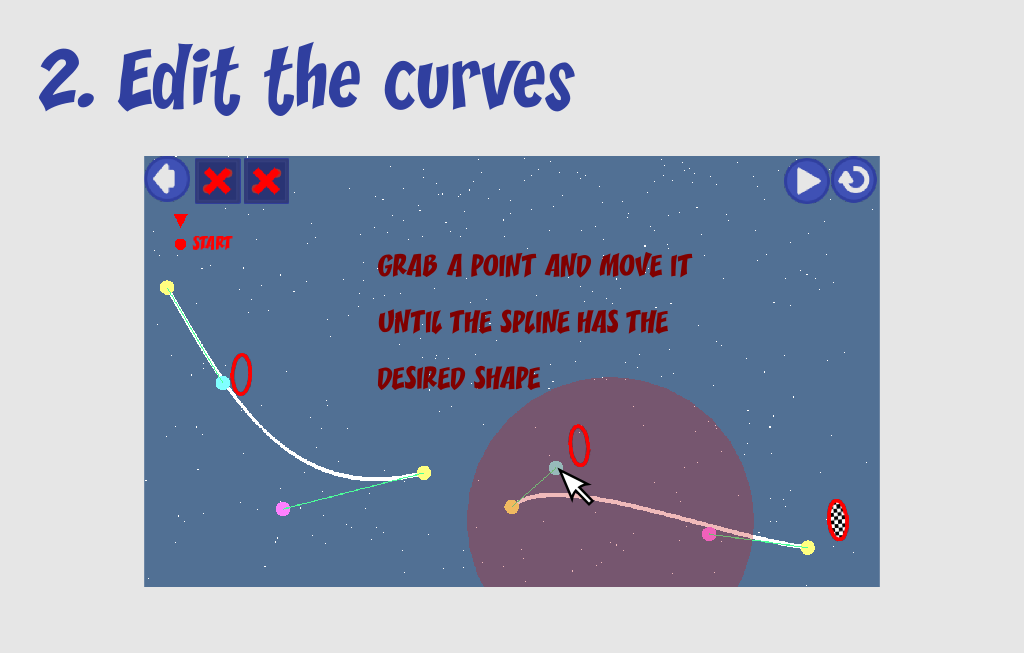 2. Edit the curves
START
GRAB A POINT AND MOVE IT
UNTIL THE SPLINE HAS THE
DESIRED SHAPE